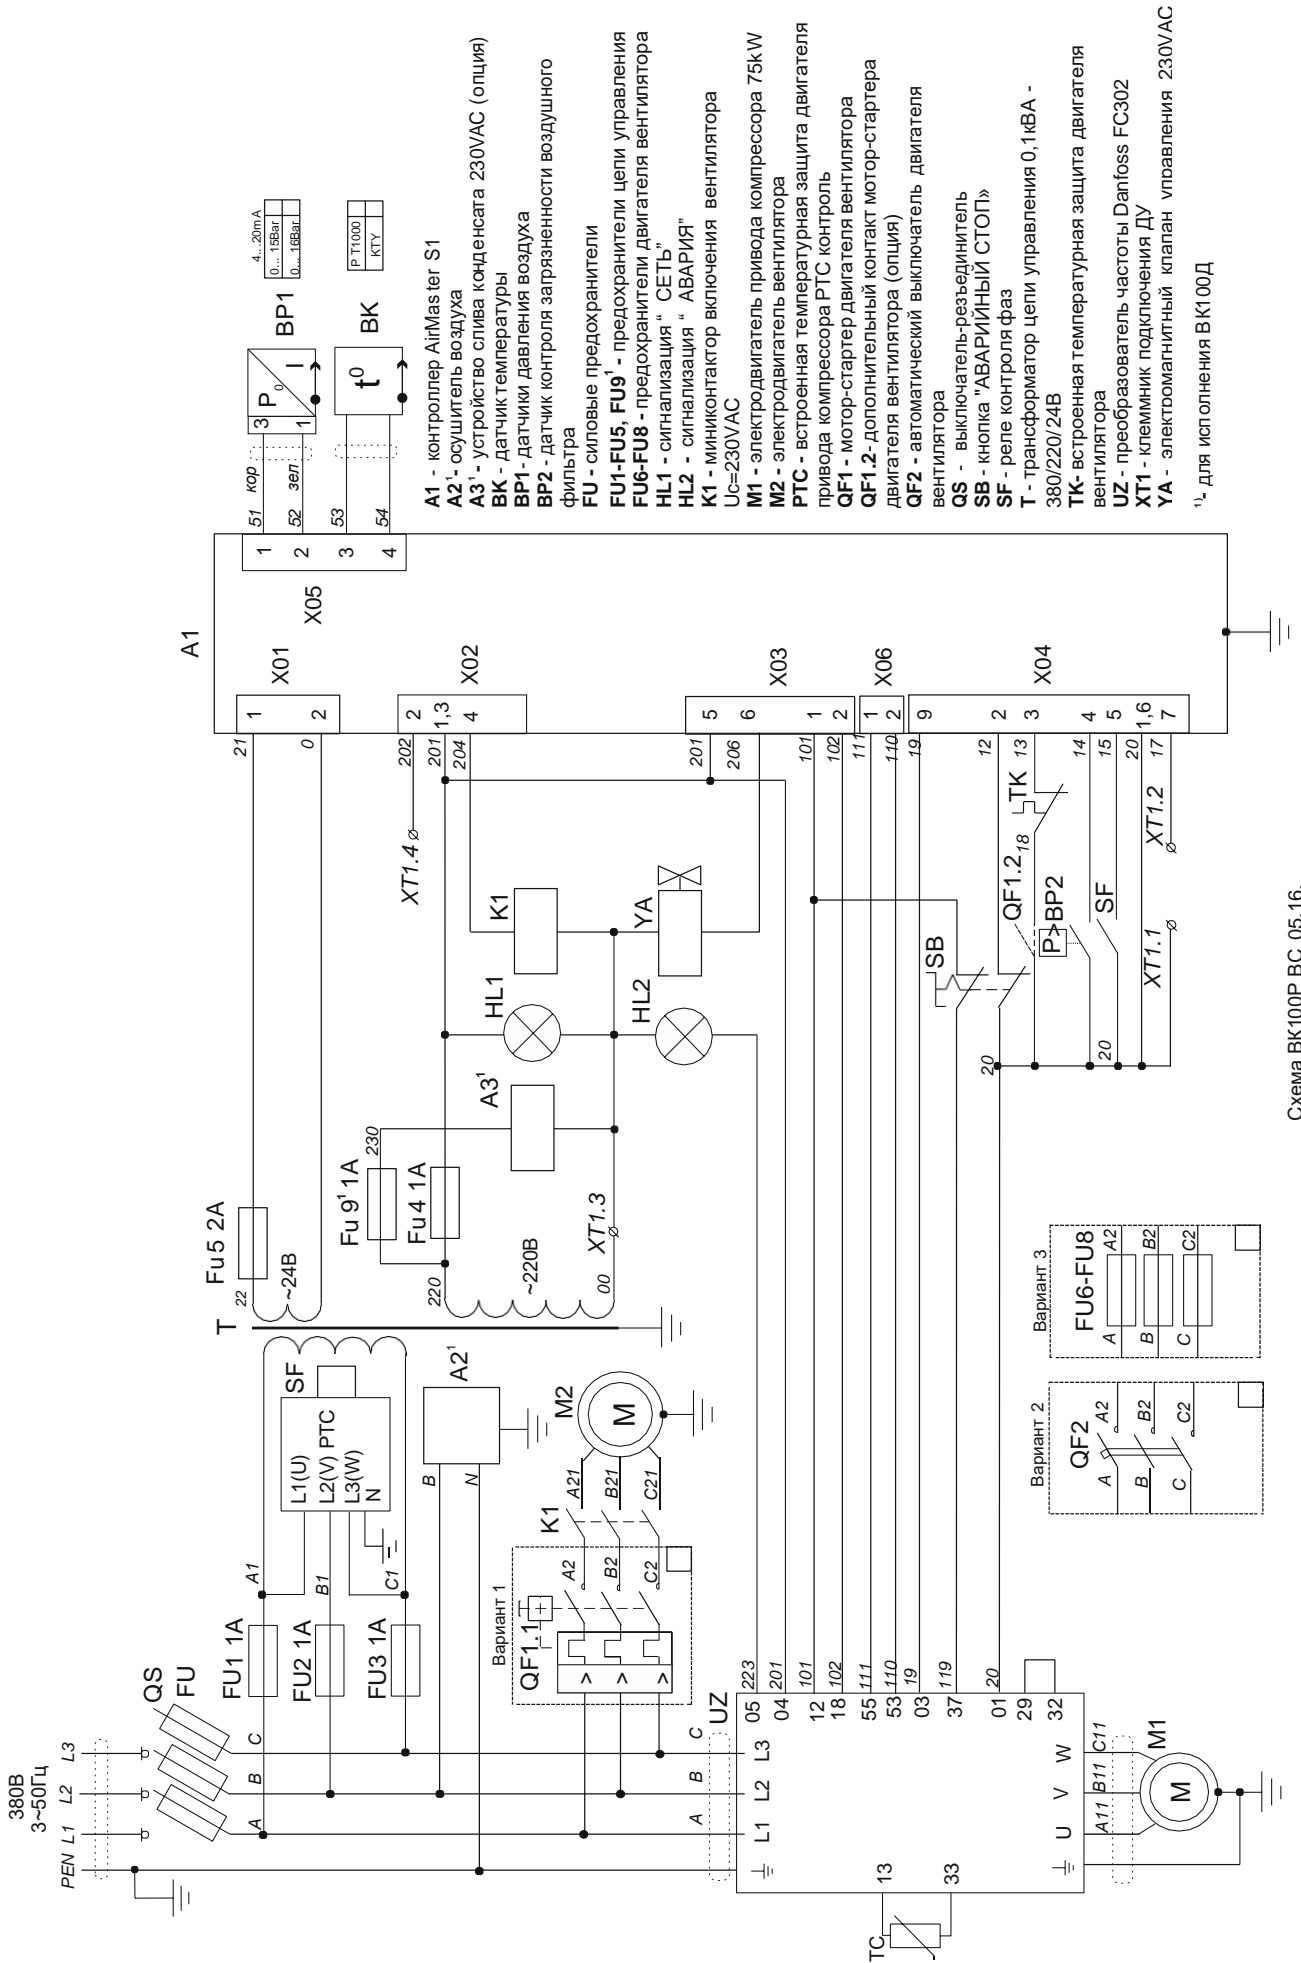 380В
3~50Гц
PEN L1 L2 L3
QS
FU
A B C
FU1 1A
FU2 1A
FU3 1A
A1
B1
C1
SF
L1(U)
L2(V) PTC
L3(W)
N
T
22
Fu5 2A
~24В
21
0
220
Fu 9¹ 1A
Fu4 1A
230
~220В
00
XT1.3
A2¹
B
N
A3¹
HL1
HL2
K1
YA
XT1.4
202
201
204
201
206
101
102
111
110
19
12
13
14
15
20
17
A1
X01
1
2
X02
2
1,3
4
X03
5
6
1
2
X06
1
2
X04
9
2
3
4
5
1,6
7
X05
1
2
3
4
51 кор
52 зел
53
54
3
1
P₀
I
BP1
4...20mA
0... 15Bar
0... 16Bar
t⁰
BK
P T1000
KTY
Вариант 1
QF1.1
> > >
A2
B2
C2
K1
A21
B21
C21
M2
M
SB
QF1.2
18
TK
P>
BP2
SF
20
20
XT1.1
XT1.2
UZ
A B C
L1 L2 L3
223
201
101
102
111
110
19
119
20
05
04
12
18
55
53
03
37
01
29
32
13
33
TC
U V W
A11 B11 C11
M1
M
Вариант 2
QF2
A
B
C
A2
B2
C2
Вариант 3
FU6-FU8
A
B
C
A2
B2
C2
A1 - контроллер AirMaster S1
A2¹- осушитель воздуха
A3¹ - устройство слива конденсата 230VAC (опция)
BK - датчик температуры
BP1- датчики давления воздуха
BP2 - датчик контроля загрязненности воздушного
фильтра
FU - силовые предохранители
FU1-FU5, FU9¹ - предохранители цепи управления
FU6-FU8 - предохранители двигателя вентилятора
HL1 - сигнализация “ СЕТЬ”
HL2 - сигнализация “ АВАРИЯ”
K1 - миниконтактор включения вентилятора
Uc=230VAC
M1 - электродвигатель привода компрессора 75kW
M2 - электродвигатель вентилятора
PTC - встроенная температурная защита двигателя
привода компрессора PTC контроль
QF1 - мотор-стартер двигателя вентилятора
QF1.2- дополнительный контакт мотор-стартера
двигателя вентилятора (опция)
QF2 - автоматический выключатель двигателя
вентилятора
QS - выключатель-резъединитель
SB - кнопка "АВАРИЙНЫЙ СТОП»
SF - реле контроля фаз
T - трансформатор цепи управления 0,1кВА -
380/220/24В
TK- встроенная температурная защита двигателя
вентилятора
UZ - преобразователь частоты Danfoss FC302
XT1 - клеммник подключения ДУ
YA - электромагнитный клапан управления 230VAC
¹⁾- для исполнения ВК100Д
Схема ВК100Р ВС 05.16.